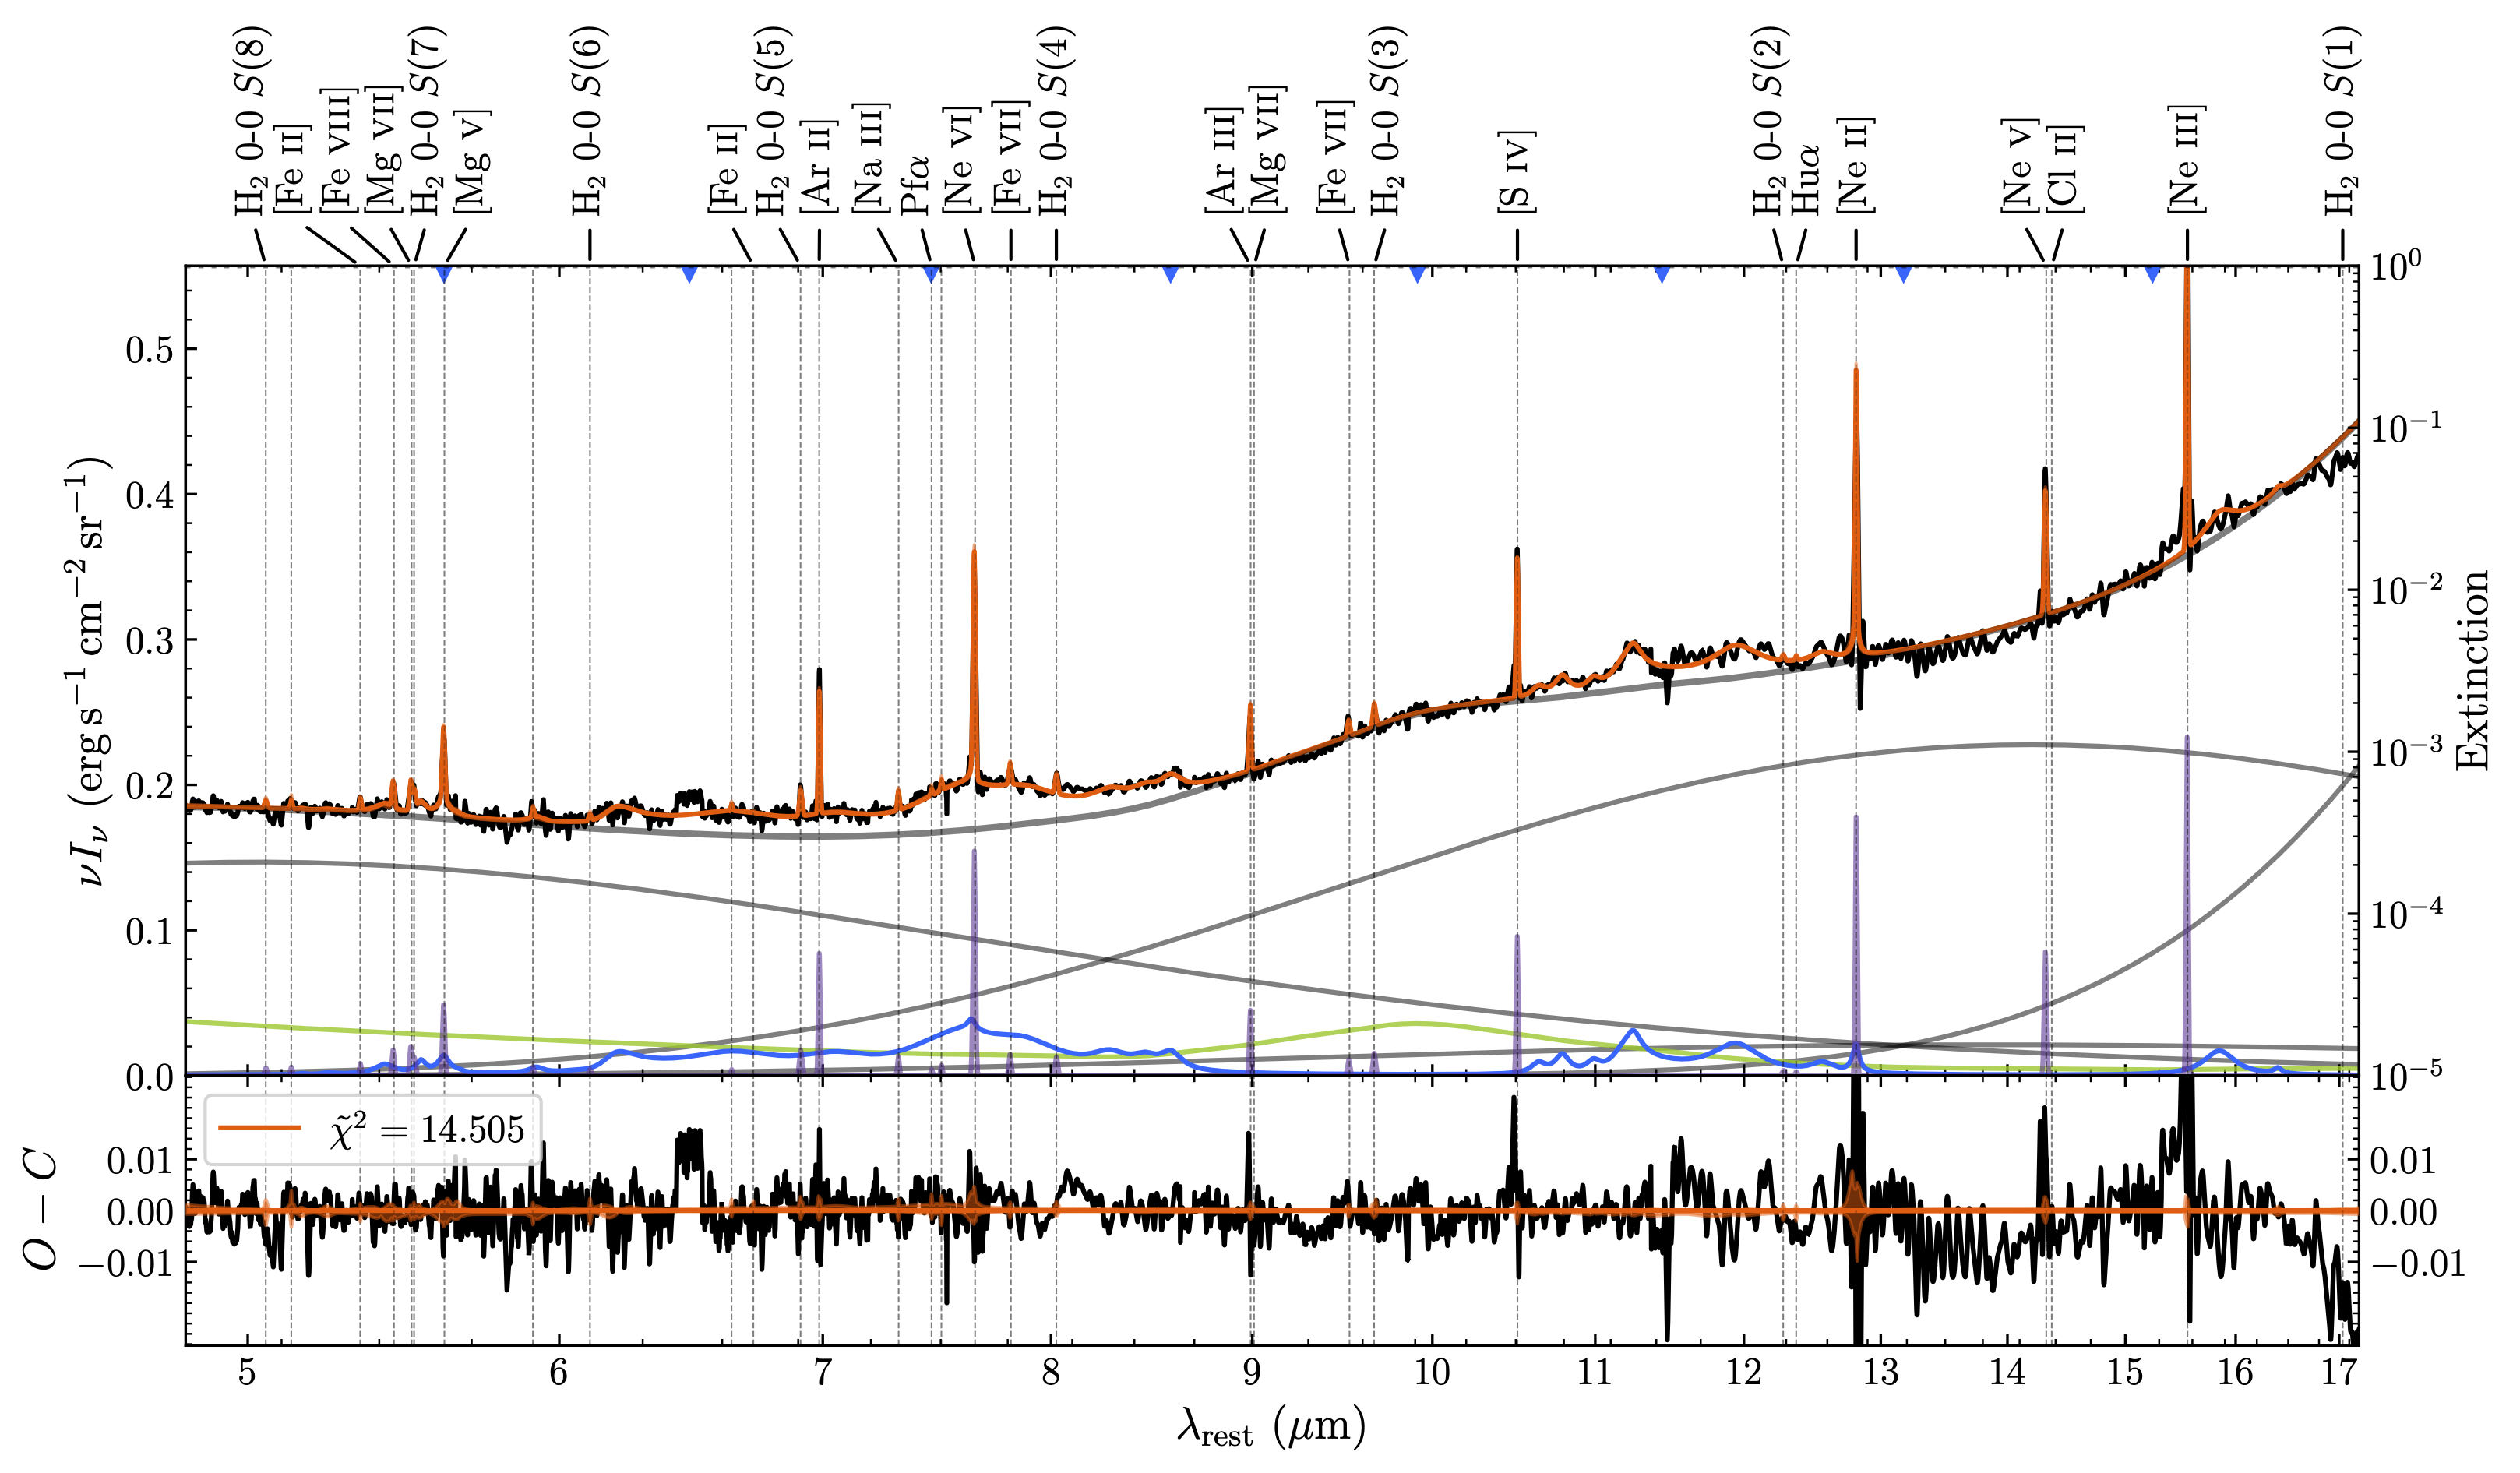 H₂ 0-0 S(8)
[Fe II]
[Fe VIII]
[Mg VII]
H₂ 0-0 S(7)
[Mg V]
H₂ 0-0 S(6)
[Fe II]
H₂ 0-0 S(5)
[Ar II]
[Na III]
Pfα
[Ne VI]
[Fe VII]
H₂ 0-0 S(4)
[Ar III]
[Mg VII]
[Fe VII]
H₂ 0-0 S(3)
[S IV]
H₂ 0-0 S(2)
Huα
[Ne II]
[Ne V]
[Cl II]
[Ne III]
H₂ 0-0 S(1)
νIν (erg s⁻¹ cm⁻² sr⁻¹)
0.5
0.4
0.3
0.2
0.1
0.0
10⁰
10⁻¹
10⁻²
10⁻³
10⁻⁴
10⁻⁵
Extinction
χ̃² = 14.505
O − C
0.01
0.00
−0.01
0.01
0.00
−0.01
5 6 7 8 9 10 11 12 13 14 15 16 17
λrest (μm)